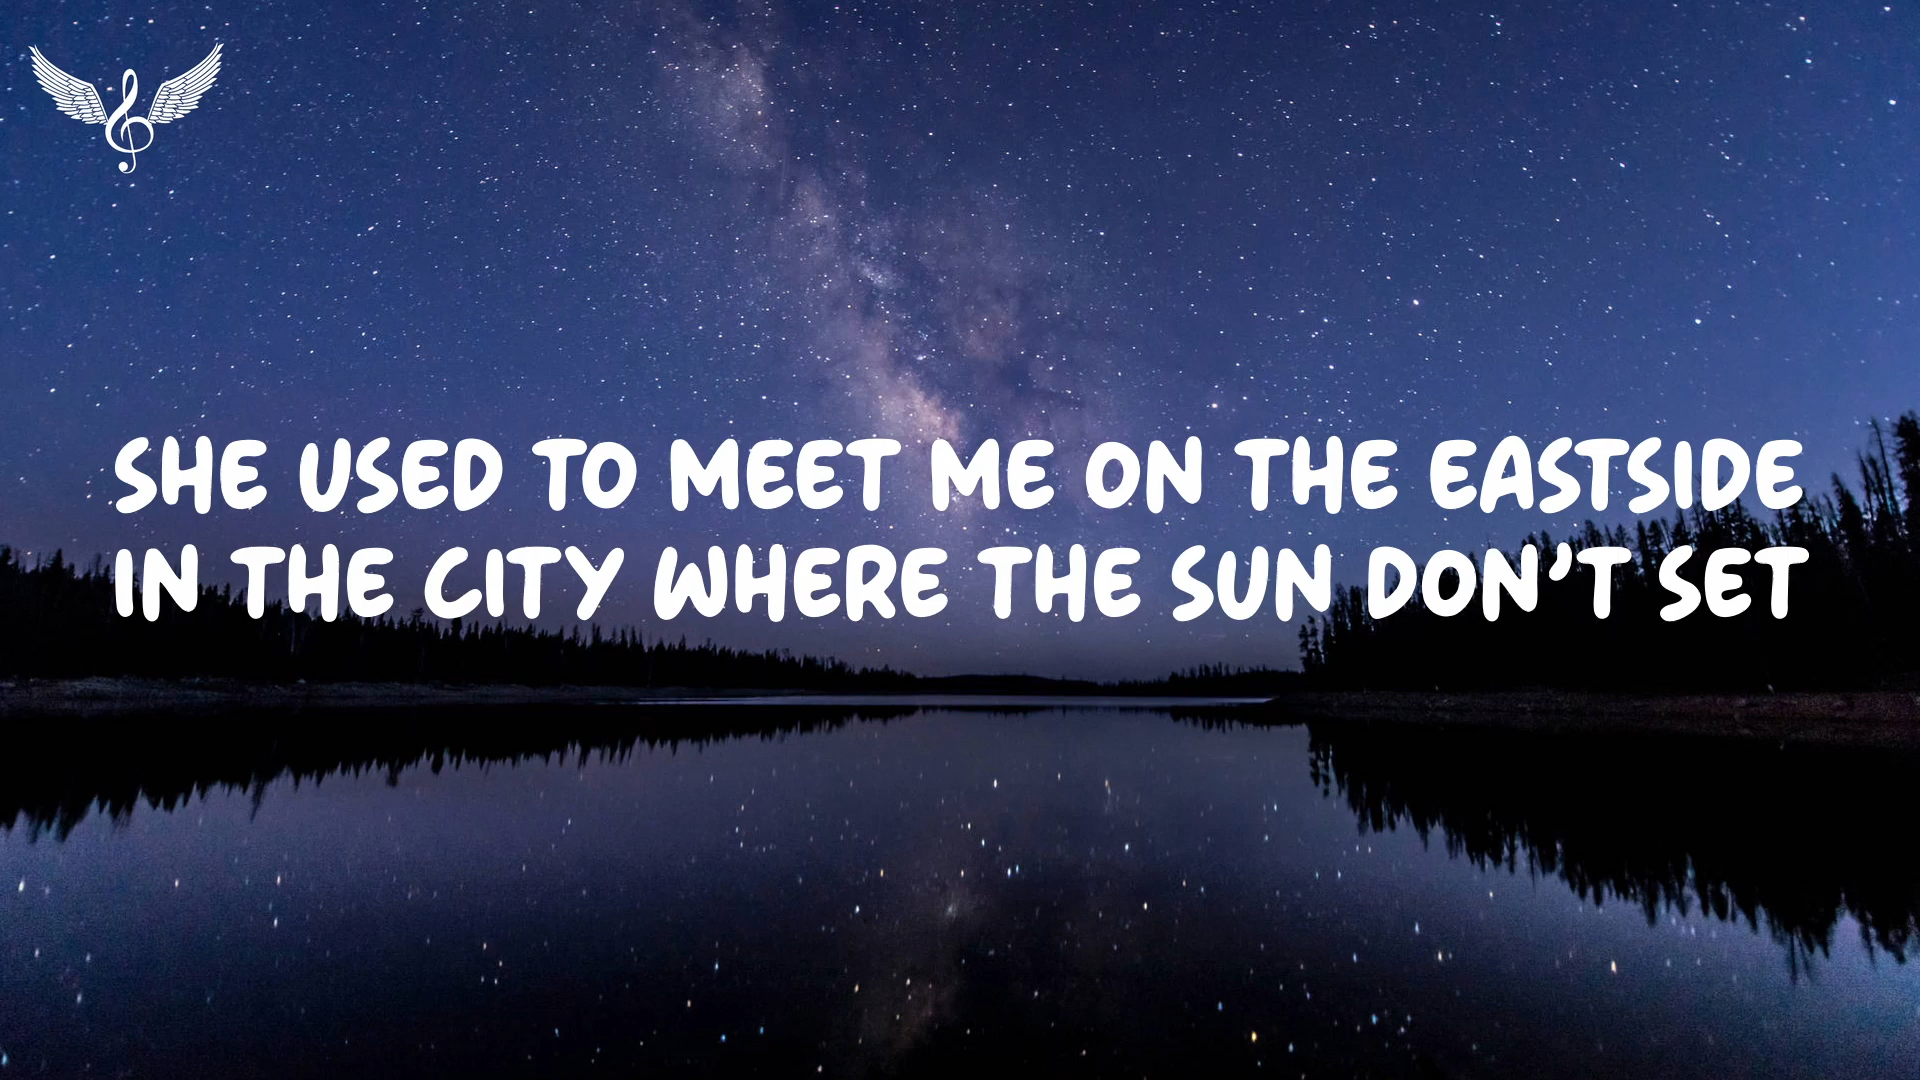 SHE USED TO MEET ME ON THE EASTSIDE
IN THE CITY WHERE THE SUN DON'T SET